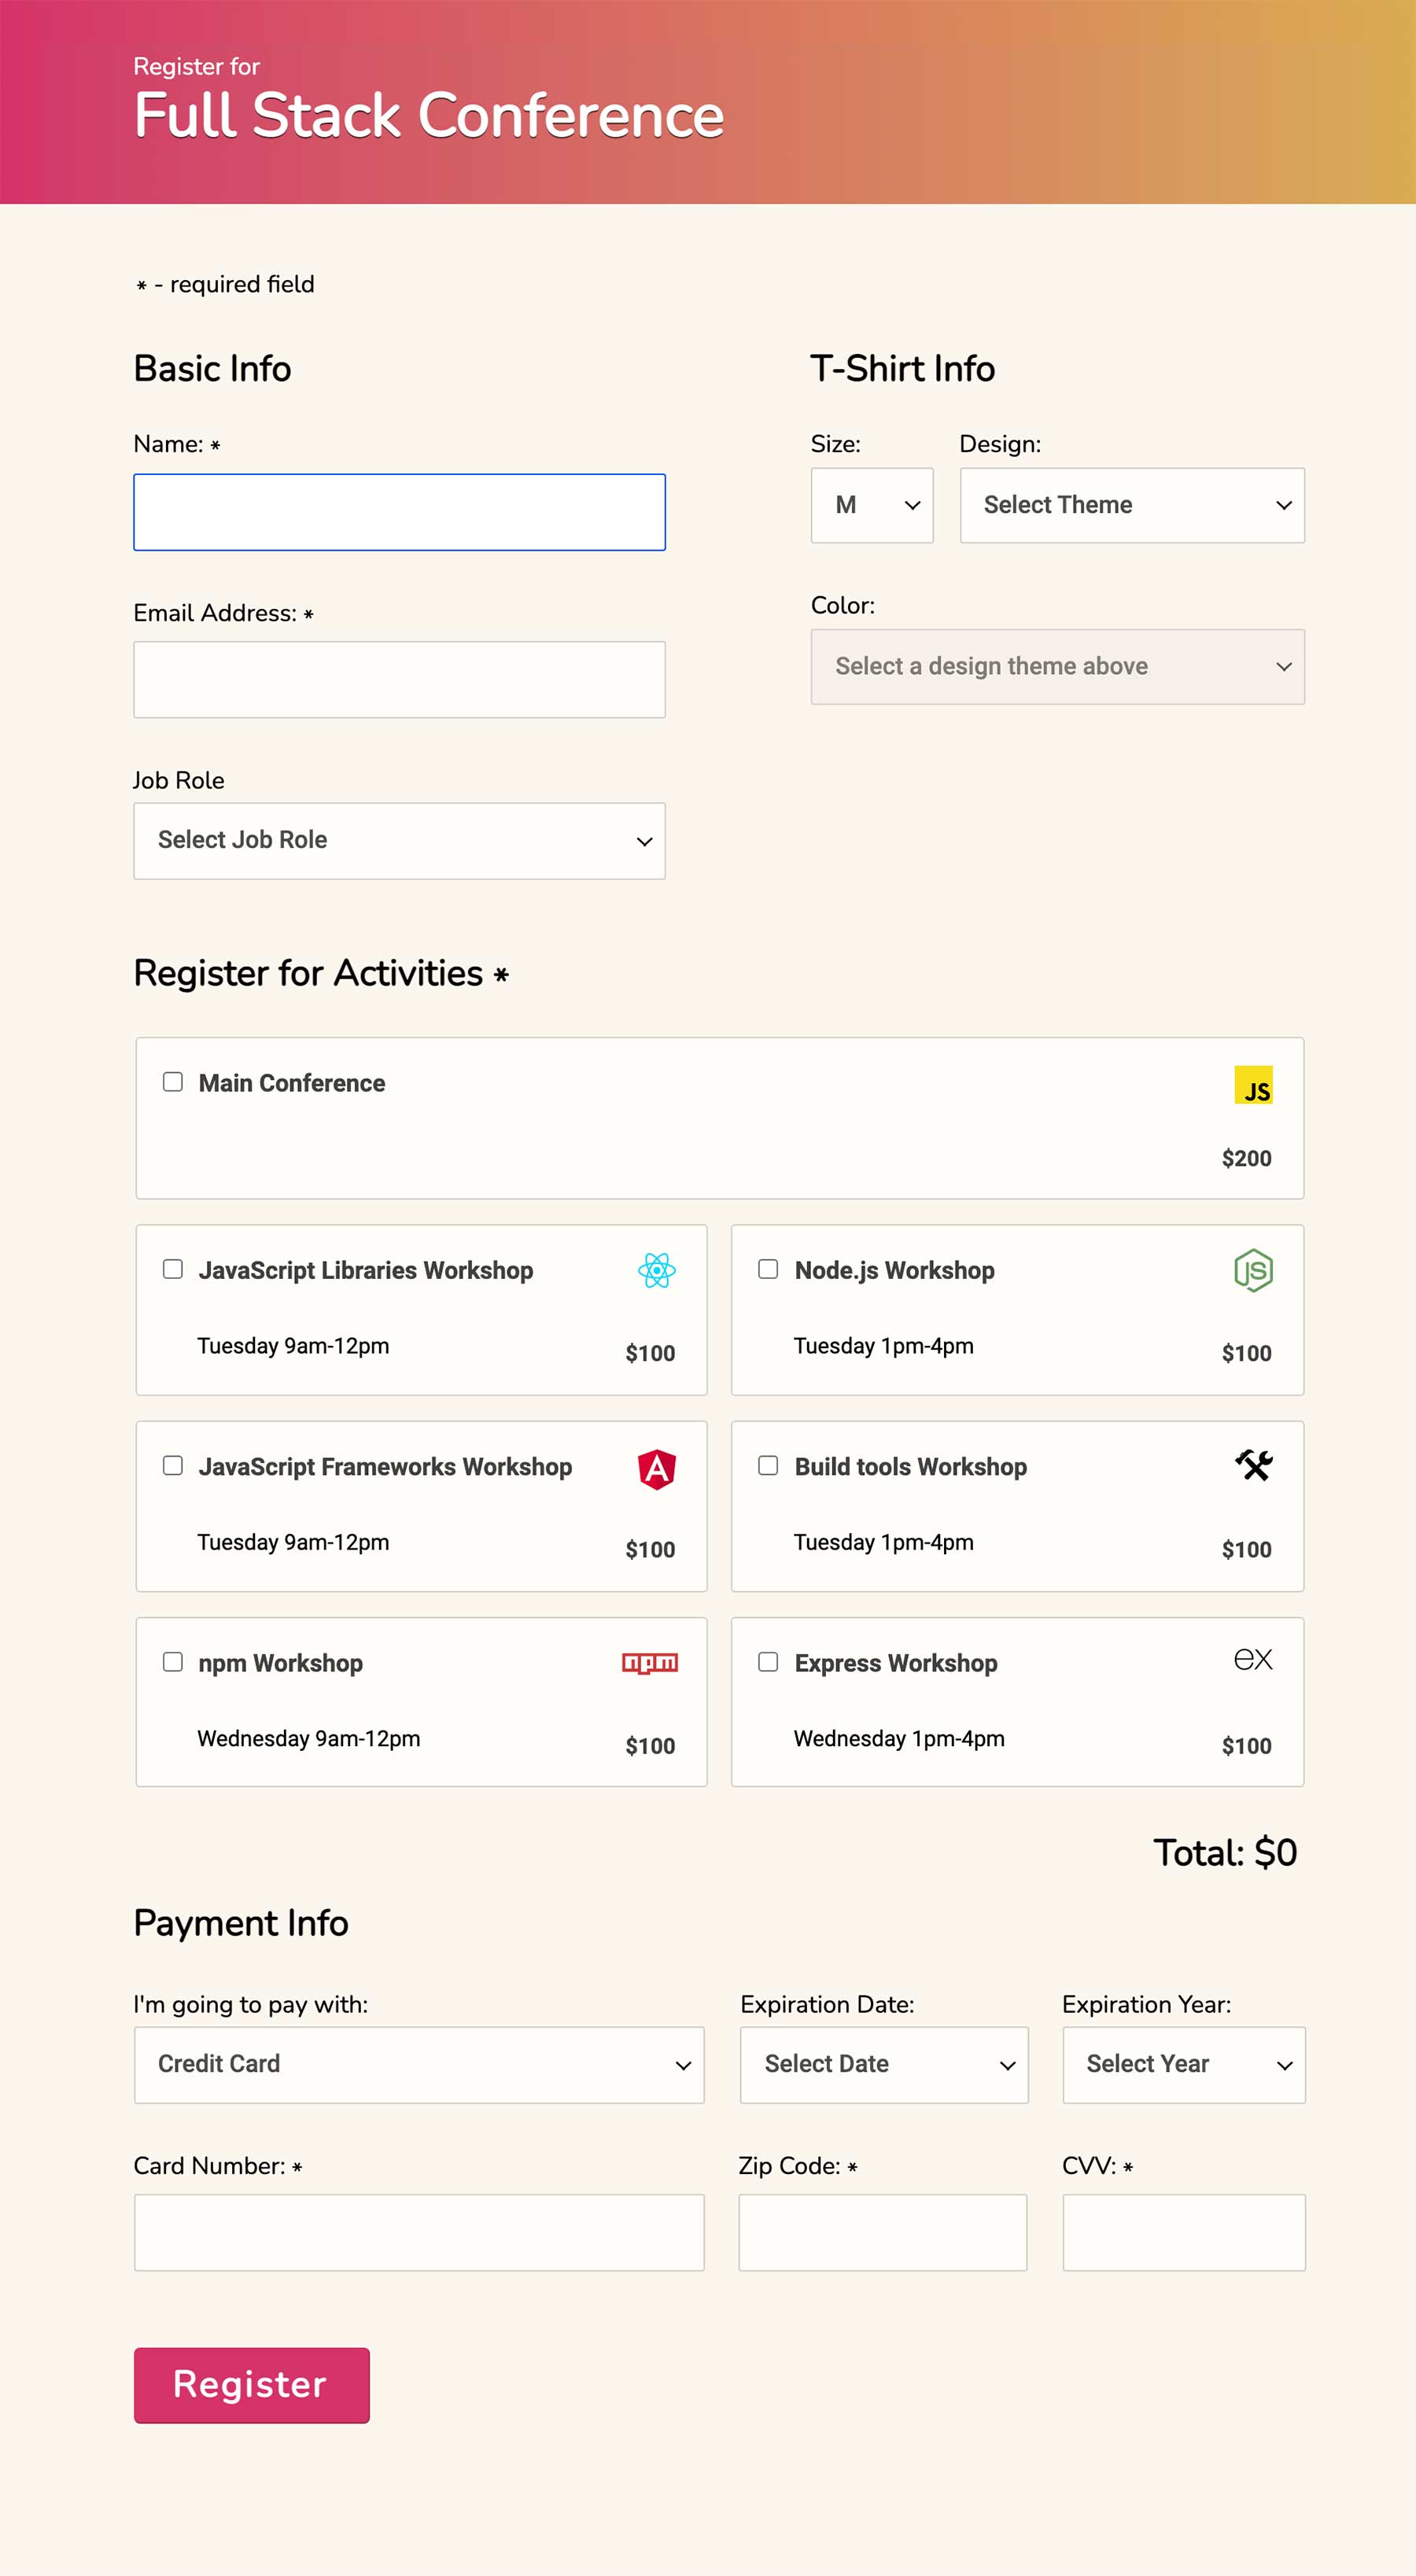 Register for
Full Stack Conference
* - required field
Basic Info
Name: *
Email Address: *
Job Role
Select Job Role
T-Shirt Info
Size:
M
Design:
Select Theme
Color:
Select a design theme above
Register for Activities *
Main Conference
JS
$200
JavaScript Libraries Workshop
Tuesday 9am-12pm
$100
Node.js Workshop
JS
Tuesday 1pm-4pm
$100
JavaScript Frameworks Workshop
A
Tuesday 9am-12pm
$100
Build tools Workshop
Tuesday 1pm-4pm
$100
npm Workshop
npm
Wednesday 9am-12pm
$100
Express Workshop
ex
Wednesday 1pm-4pm
$100
Total: $0
Payment Info
I'm going to pay with:
Credit Card
Expiration Date:
Select Date
Expiration Year:
Select Year
Card Number: *
Zip Code: *
CVV: *
Register